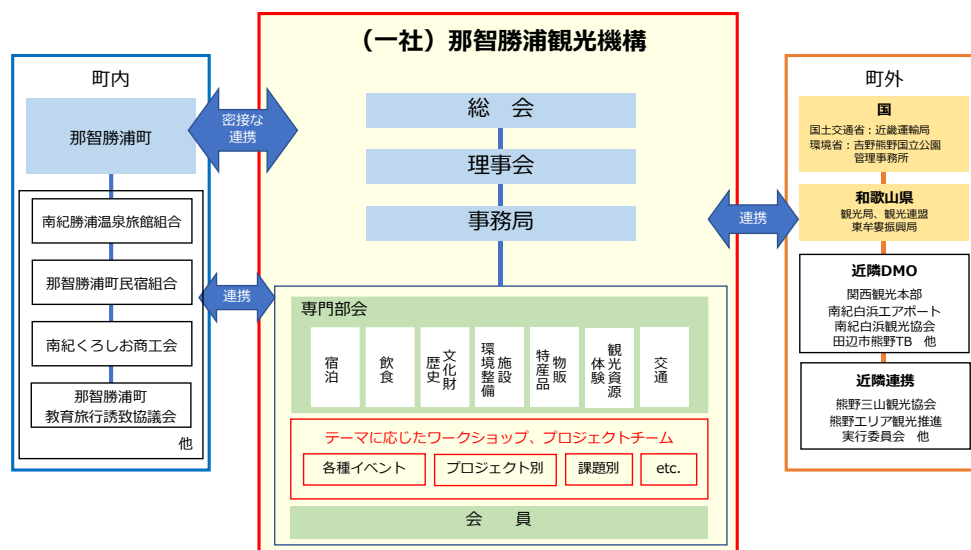 （一社）那智勝浦観光機構
町内
那智勝浦町
密接な
連携
南紀勝浦温泉旅館組合
那智勝浦町民宿組合
南紀くろしお商工会
那智勝浦町
教育旅行誘致協議会
他
連携
総　会
理事会
事務局
専門部会
宿泊
飲食
文化財
歴史
施設
環境整備
物販
特産品
観光資源
体験
交通
テーマに応じたワークショップ、プロジェクトチーム
各種イベント
プロジェクト別
課題別
etc.
会　　員
連携
町外
国
国土交通省：近畿運輸局
環境省：吉野熊野国立公園
管理事務所
和歌山県
観光局、観光連盟
東牟婁振興局
近隣DMO
関西観光本部
南紀白浜エアポート
南紀白浜観光協会
田辺市熊野TB　他
近隣連携
熊野三山観光協会
熊野エリア観光推進
実行委員会　他